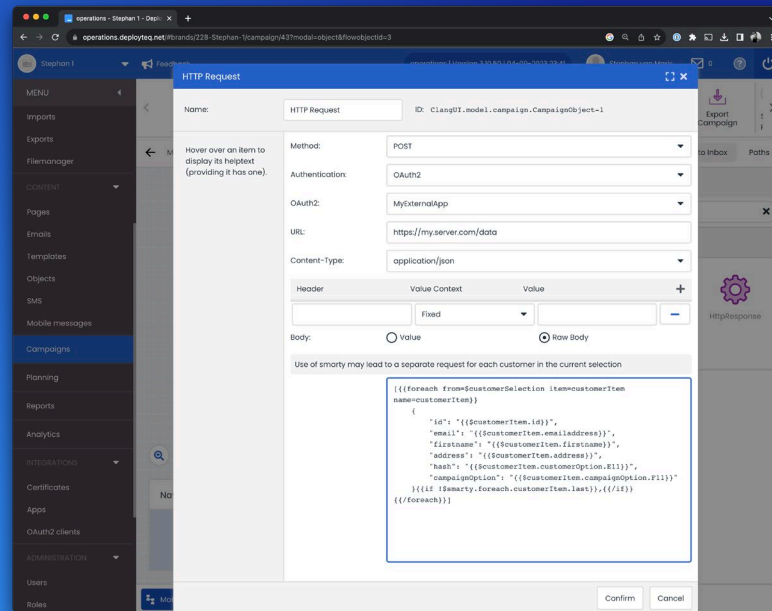 operations - Stephan 1 - Deplo
operations.deployteq.net/#brands/228-Stephan-1/campaign/43?modal=object&flowobjectid=3
Stephan 1
MENU
Imports
Exports
Filemanager
CONTENT
Pages
Emails
Templates
Objects
SMS
Mobile messages
Campaigns
Planning
Reports
Analytics
INTEGRATIONS
Certificates
Apps
OAuth2 clients
ADMINISTRATION
Users
Roles
HTTP Request
Name:
HTTP Request
ID: ClangUI.model.campaign.CampaignObject-1
Hover over an item to
display its helptext
(providing it has one).
Method:
POST
Authentication:
OAuth2
OAuth2:
MyExternalApp
URL:
https://my.server.com/data
Content-Type:
application/json
Header Value Context Value
Fixed
Body:
Value
Raw Body
Use of smarty may lead to a separate request for each customer in the current selection
[{{foreach from=$customerSelection item=customerItem
name=customerItem}}
{
"id": "{{$customerItem.id}}",
"email": "{{$customerItem.emailaddress}}",
"firstname": "{{$customerItem.firstname}}",
"address": "{{$customerItem.address}}",
"hash": "{{$customerItem.customerOption.E11}}",
"campaignOption": "{{$customerItem.campaignOption.F11}}"
}{{if !$smarty.foreach.customerItem.last}},{{/if}}
{{/foreach}}]
Confirm
Cancel
0
Export
Campaign
to Inbox
Paths
HttpResponse